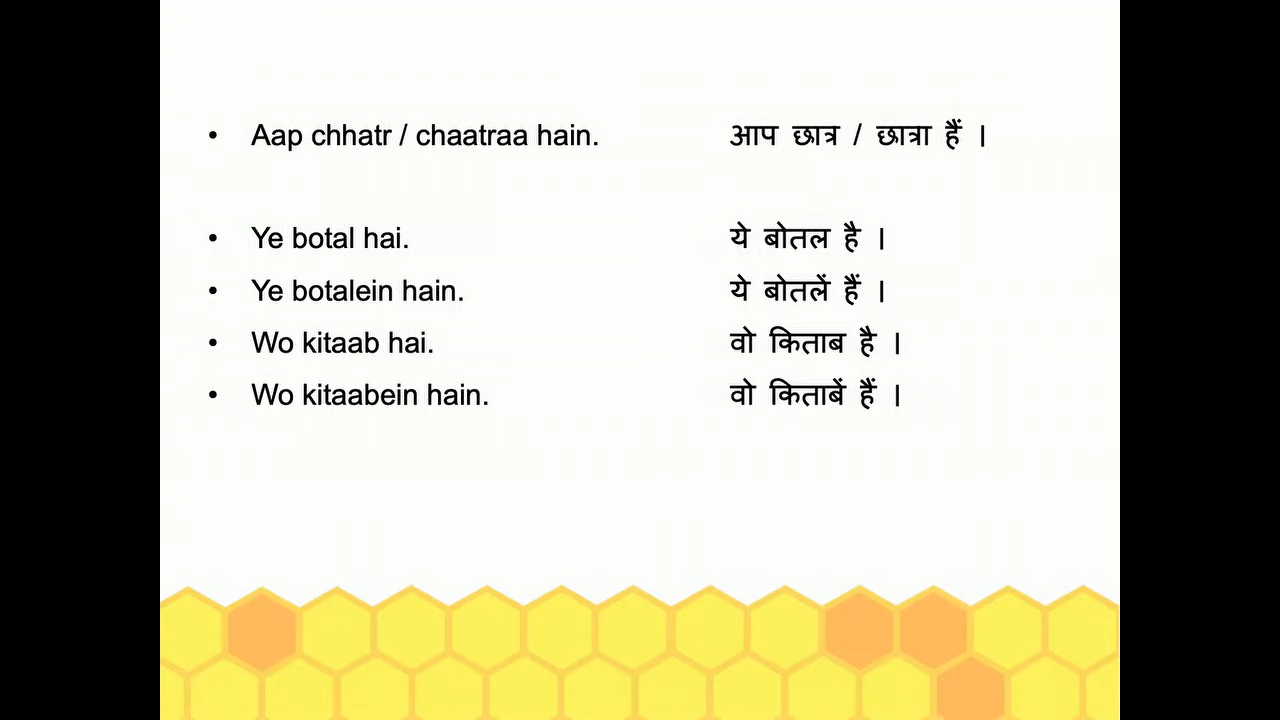 • Aap chhatr / chaatraa hain. आप छात्र / छात्रा हैं ।
• Ye botal hai. ये बोतल है ।
• Ye botalein hain. ये बोतलें हैं ।
• Wo kitaab hai. वो किताब है ।
• Wo kitaabein hain. वो किताबें हैं ।